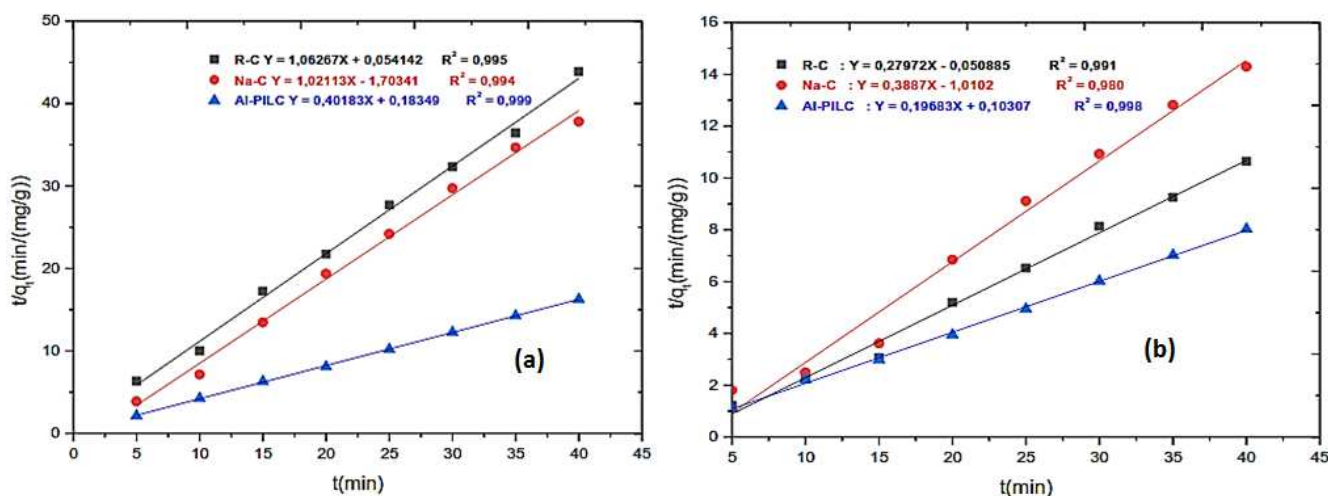 R-C Y = 1,06267X + 0,054142 R² = 0,995
Na-C Y = 1,02113X - 1,70341 R² = 0,994
Al-PILC Y = 0,40183X + 0,18349 R² = 0,999
t/qt(min/(mg/g))
50
40
30
20
10
0
0 5 10 15 20 25 30 35 40 45
t(min)
(a)
R-C : Y = 0,27972X - 0,050885 R² = 0,991
Na-C : Y = 0,3887X - 1,0102 R² = 0,980
Al-PILC : Y = 0,19683X + 0,10307 R² = 0,998
t/qt(min/(mg/g))
16
14
12
10
8
6
4
2
0
5 10 15 20 25 30 35 40 45
t(min)
(b)